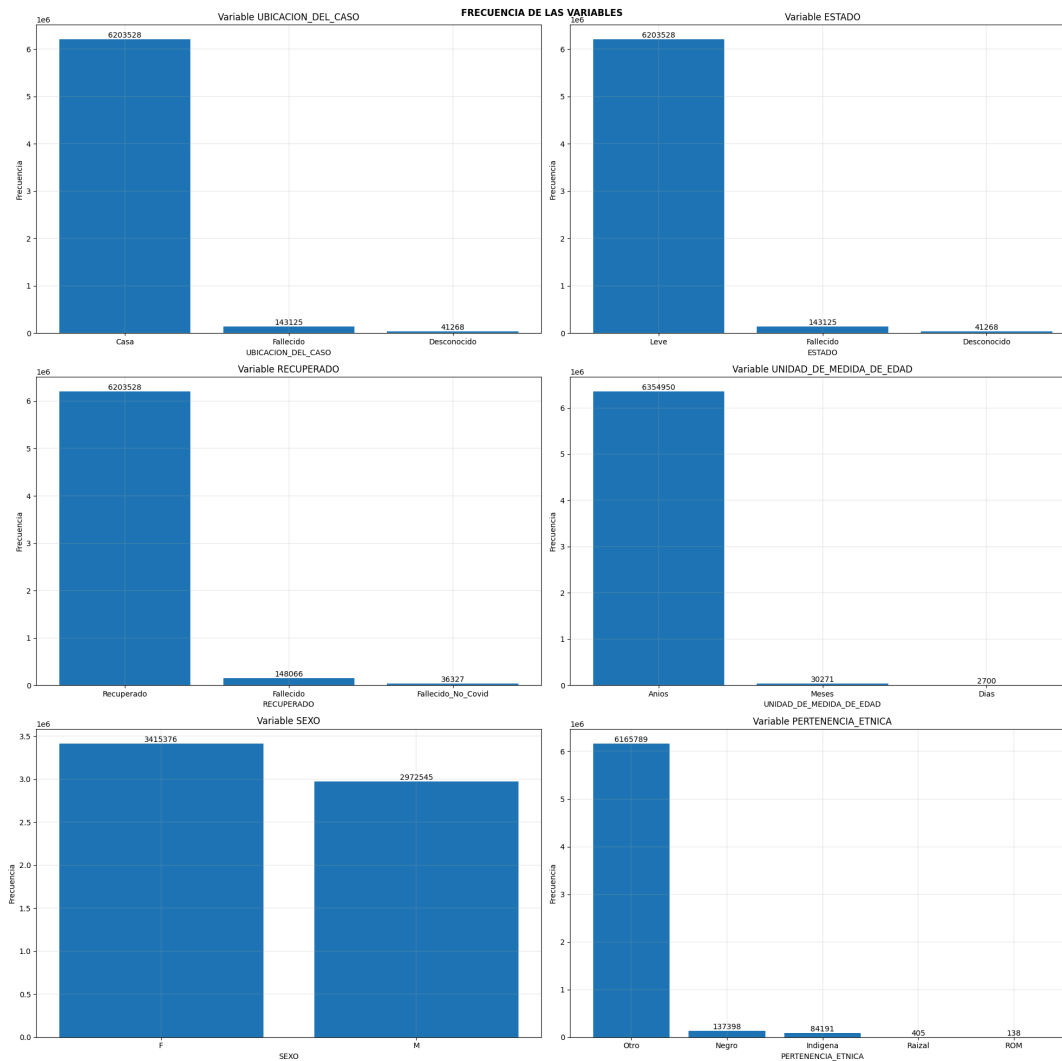 FRECUENCIA DE LAS VARIABLES
Variable UBICACION_DEL_CASO
1e6
6203528
143125
41268
6
5
4
3
2
1
0
Frecuencia
Casa
Fallecido
Desconocido
UBICACION_DEL_CASO
Variable ESTADO
1e6
6203528
143125
41268
6
5
4
3
2
1
0
Frecuencia
Leve
Fallecido
Desconocido
ESTADO
Variable RECUPERADO
1e6
6203528
148066
36327
6
5
4
3
2
1
0
Frecuencia
Recuperado
Fallecido
Fallecido_No_Covid
RECUPERADO
Variable UNIDAD_DE_MEDIDA_DE_EDAD
1e6
6354950
30271
2700
6
5
4
3
2
1
0
Frecuencia
Anios
Meses
Dias
UNIDAD_DE_MEDIDA_DE_EDAD
Variable SEXO
1e6
3415376
2972545
3.5
3.0
2.5
2.0
1.5
1.0
0.5
0.0
Frecuencia
F
M
SEXO
Variable PERTENENCIA_ETNICA
1e6
6165789
137398
84191
405
138
6
5
4
3
2
1
0
Frecuencia
Otro
Negro
Indigena
Raizal
ROM
PERTENENCIA_ETNICA